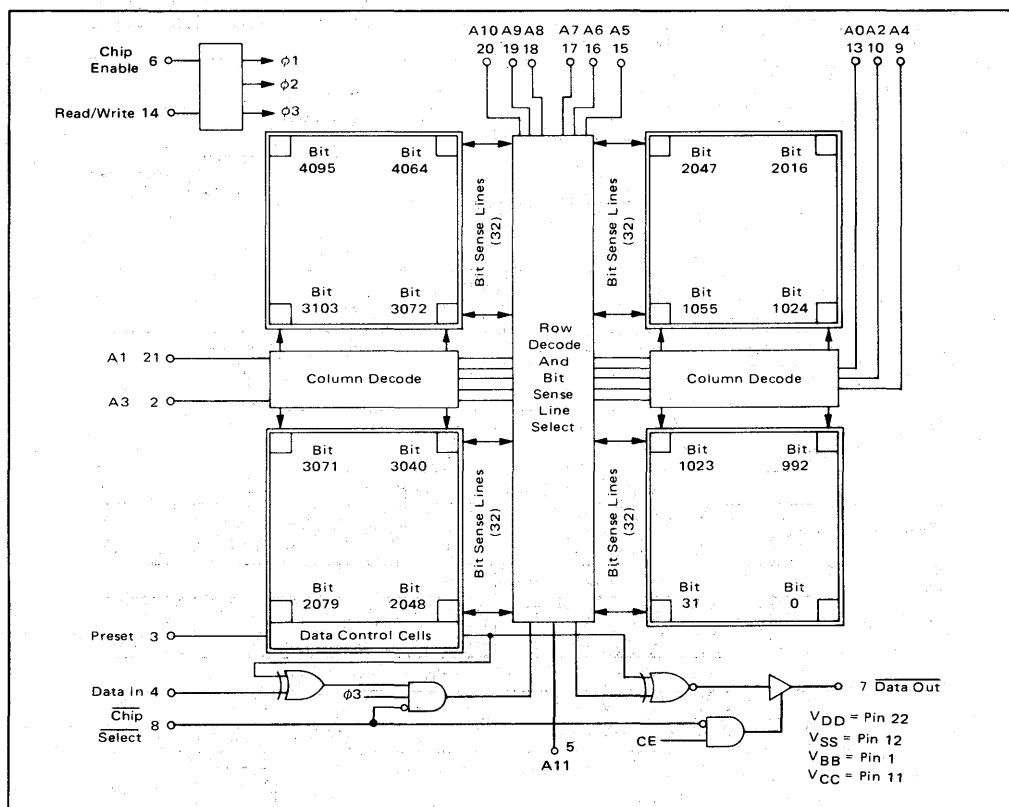 A10 A9 A8 A7 A6 A5 A0 A2 A4
20 19 18 17 16 15 13 10 9
Chip
Enable 6
ϕ1
ϕ2
Read/Write 14
ϕ3
Bit
4095
Bit
4064
Bit
2047
Bit
2016
Bit Sense Lines
(32)
Bit Sense Lines
(32)
Bit
3103
Bit
3072
Bit
1055
Bit
1024
Row
Decode
And
Bit
Sense
Line
Select
A1 21
Column Decode
Column Decode
A3 2
Bit
3071
Bit
3040
Bit
1023
Bit
992
Bit Sense Lines
(32)
Bit Sense Lines
(32)
Bit
2079
Bit
2048
Bit
31
Bit
0
Preset 3
Data Control Cells
Data In 4
ϕ3
7 Data Out
Chip
Select 8
CE
5
A11
VDD = Pin 22
VSS = Pin 12
VBB = Pin 1
VCC = Pin 11